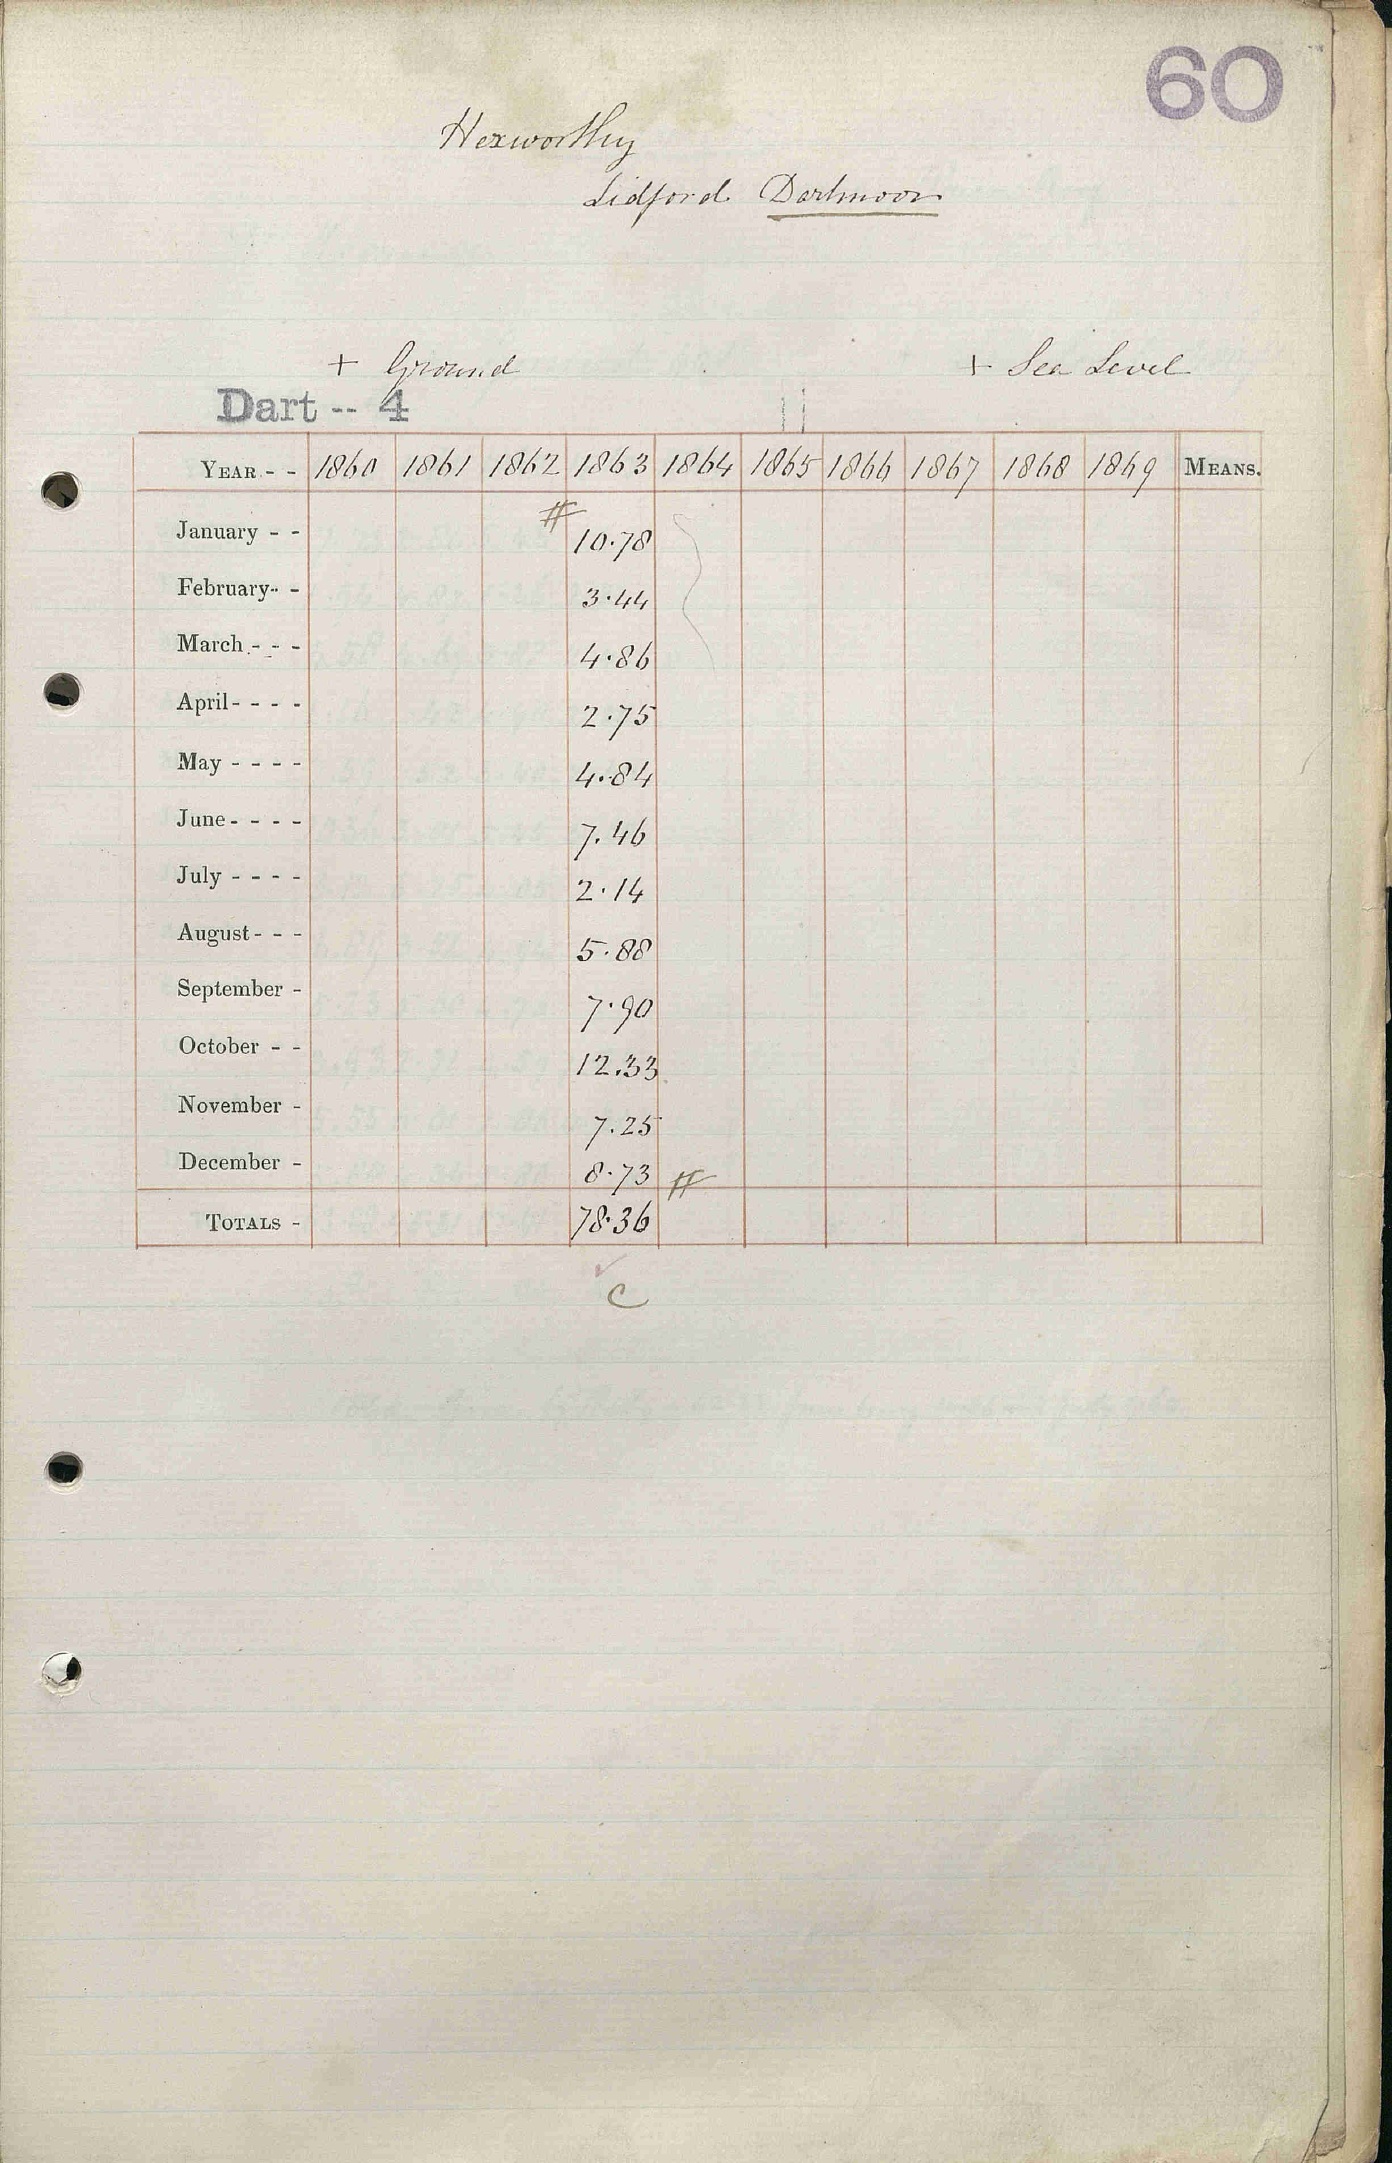 60
Hexworthy
Lidford Dartmoor
+ Ground + Sea Level
Dart -- 4
YEAR - - 1860 1861 1862 1863 1864 1865 1866 1867 1868 1869 MEANS.
January - - # 10.78
February - - 3.44
March - - - 4.86
April - - - - 2.75
May - - - - 4.84
June - - - - 7.46
July - - - - 2.14
August - - - 5.88
September - 7.90
October - - 12.33
November - 7.25
December - 8.73 #
TOTALS - 78.36
C